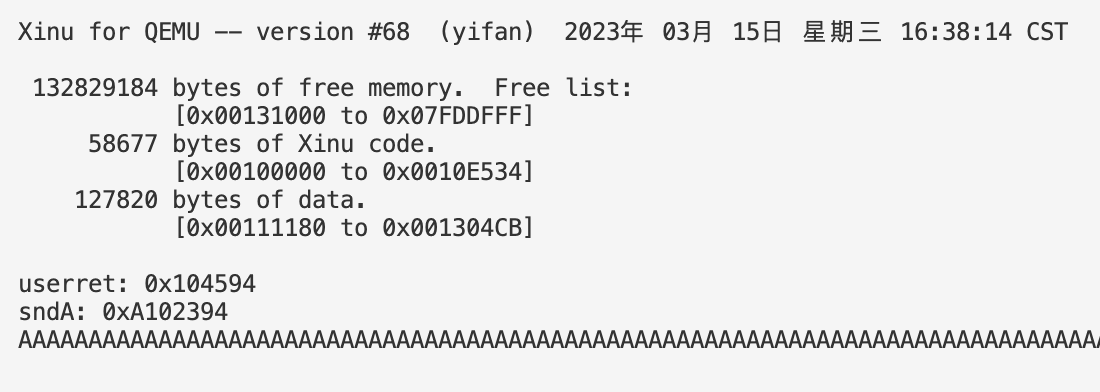 Xinu for QEMU -- version #68  (yifan)  2023年 03月 15日 星期三 16:38:14 CST
 132829184 bytes of free memory.  Free list:
           [0x00131000 to 0x07FDDFFF]
     58677 bytes of Xinu code.
           [0x00100000 to 0x0010E534]
    127820 bytes of data.
           [0x00111180 to 0x001304CB]
userret: 0x104594
sndA: 0xA102394
AAAAAAAAAAAAAAAAAAAAAAAAAAAAAAAAAAAAAAAAAAAAAAAAAAAAAAAAAAAAAAAAAAAAAAAAAAAAAA